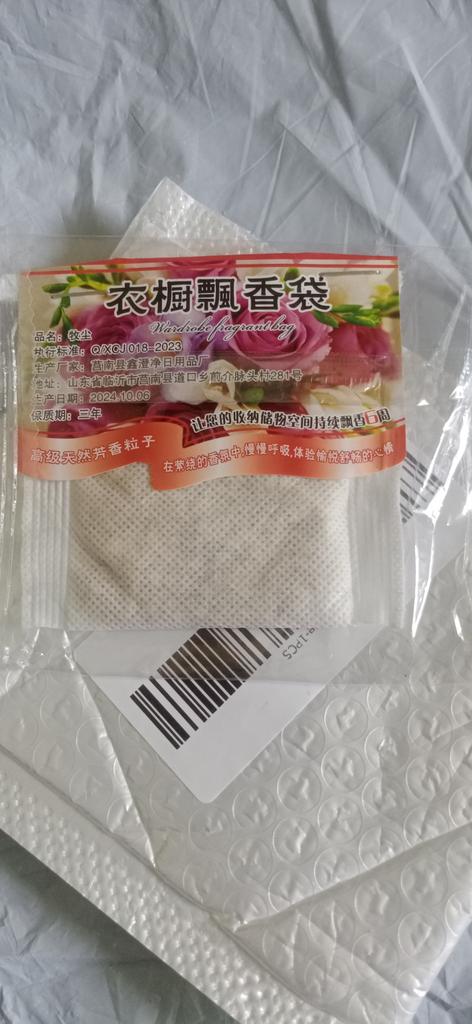 衣橱飘香袋
Wardrobe fragrant bag
品名：牧尘
执行标准：Q/XCJ 018-2023
生产厂家：莒南县鑫澄净日用品厂
地址：山东省临沂市莒南县道口乡前介脉头村281号
生产日期：2024.10.06
保质期：三年
让您的收纳储物空间持续飘香6周
高级天然芳香粒子
在萦绕的香氛中,慢慢呼吸,体验愉悦舒畅的心情
-1PCS